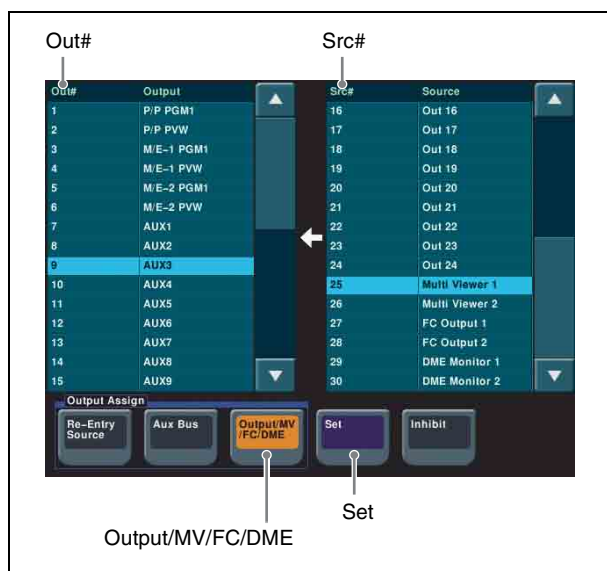 Out# Src#
Out# Output Src# Source
1 P/P PGM1 16 Out 16
2 P/P PVW 17 Out 17
3 M/E-1 PGM1 18 Out 18
4 M/E-1 PVW 19 Out 19
5 M/E-2 PGM1 20 Out 20
6 M/E-2 PVW 21 Out 21
7 AUX1 22 Out 22
8 AUX2 23 Out 23
9 AUX3 24 Out 24
10 AUX4 25 Multi Viewer 1
11 AUX5 26 Multi Viewer 2
12 AUX6 27 FC Output 1
13 AUX7 28 FC Output 2
14 AUX8 29 DME Monitor 1
15 AUX9 30 DME Monitor 2
Output Assign
Re-Entry Aux Bus Output/MV Set Inhibit
Source /FC/DME
Set
Output/MV/FC/DME